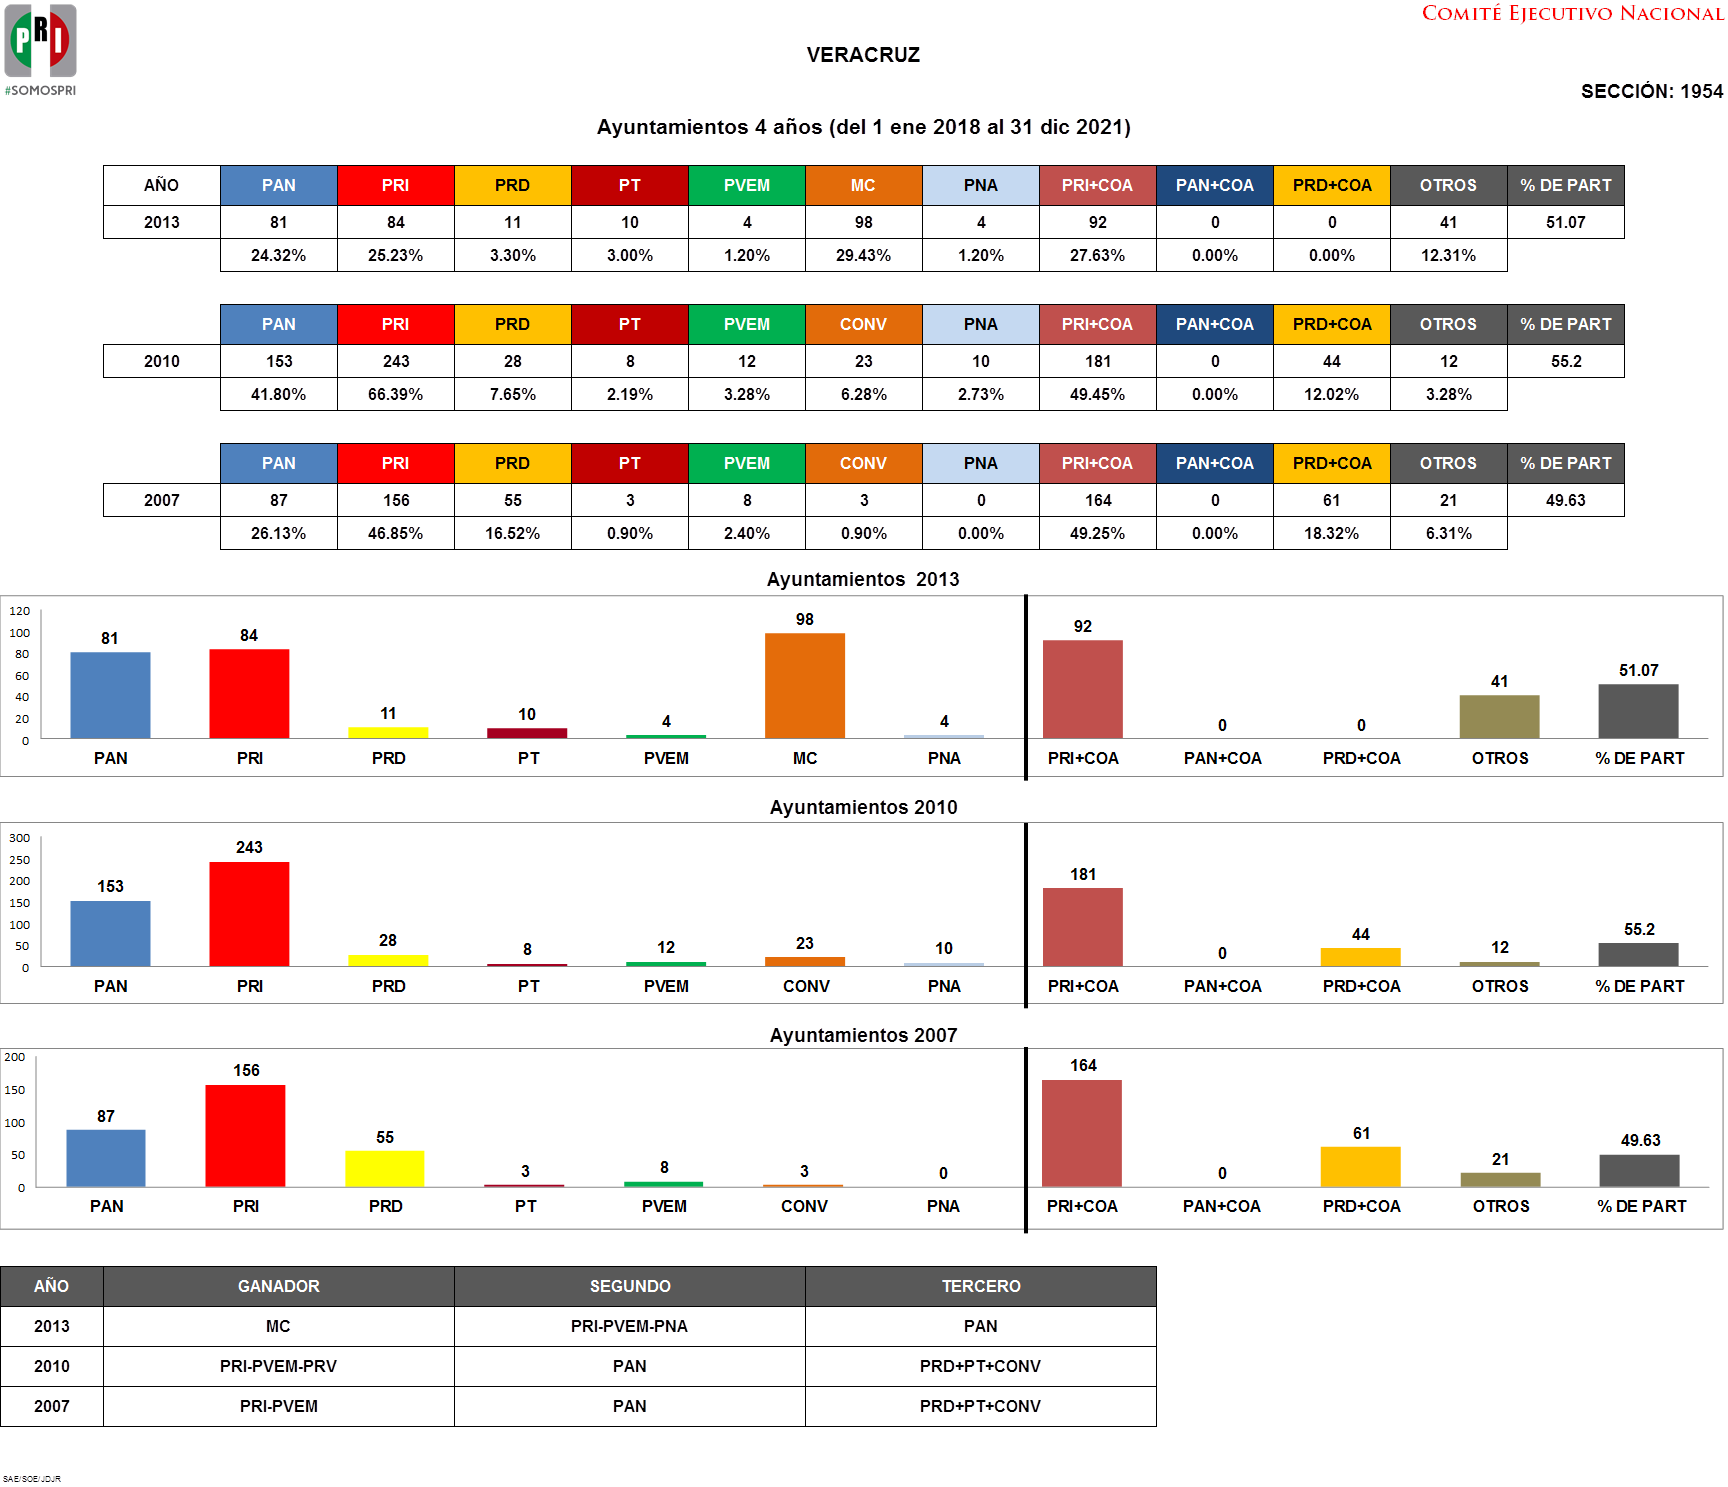 COMITÉ EJECUTIVO NACIONAL
PRI
#SOMOSPRI
VERACRUZ
SECCIÓN: 1954
Ayuntamientos 4 años (del 1 ene 2018 al 31 dic 2021)
AÑO PAN PRI PRD PT PVEM MC PNA PRI+COA PAN+COA PRD+COA OTROS % DE PART
2013 81 84 11 10 4 98 4 92 0 0 41 51.07
24.32% 25.23% 3.30% 3.00% 1.20% 29.43% 1.20% 27.63% 0.00% 0.00% 12.31%
PAN PRI PRD PT PVEM CONV PNA PRI+COA PAN+COA PRD+COA OTROS % DE PART
2010 153 243 28 8 12 23 10 181 0 44 12 55.2
41.80% 66.39% 7.65% 2.19% 3.28% 6.28% 2.73% 49.45% 0.00% 12.02% 3.28%
PAN PRI PRD PT PVEM CONV PNA PRI+COA PAN+COA PRD+COA OTROS % DE PART
2007 87 156 55 3 8 3 0 164 0 61 21 49.63
26.13% 46.85% 16.52% 0.90% 2.40% 0.90% 0.00% 49.25% 0.00% 18.32% 6.31%
Ayuntamientos 2013
120
100
80
60
40
20
0
81 84 11 10 4 98 4 92 0 0 41 51.07
PAN PRI PRD PT PVEM MC PNA PRI+COA PAN+COA PRD+COA OTROS % DE PART
Ayuntamientos 2010
300
250
200
150
100
50
0
153 243 28 8 12 23 10 181 0 44 12 55.2
PAN PRI PRD PT PVEM CONV PNA PRI+COA PAN+COA PRD+COA OTROS % DE PART
Ayuntamientos 2007
200
150
100
50
0
87 156 55 3 8 3 0 164 0 61 21 49.63
PAN PRI PRD PT PVEM CONV PNA PRI+COA PAN+COA PRD+COA OTROS % DE PART
AÑO GANADOR SEGUNDO TERCERO
2013 MC PRI-PVEM-PNA PAN
2010 PRI-PVEM-PRV PAN PRD+PT+CONV
2007 PRI-PVEM PAN PRD+PT+CONV
SAE/SOE/JDJR